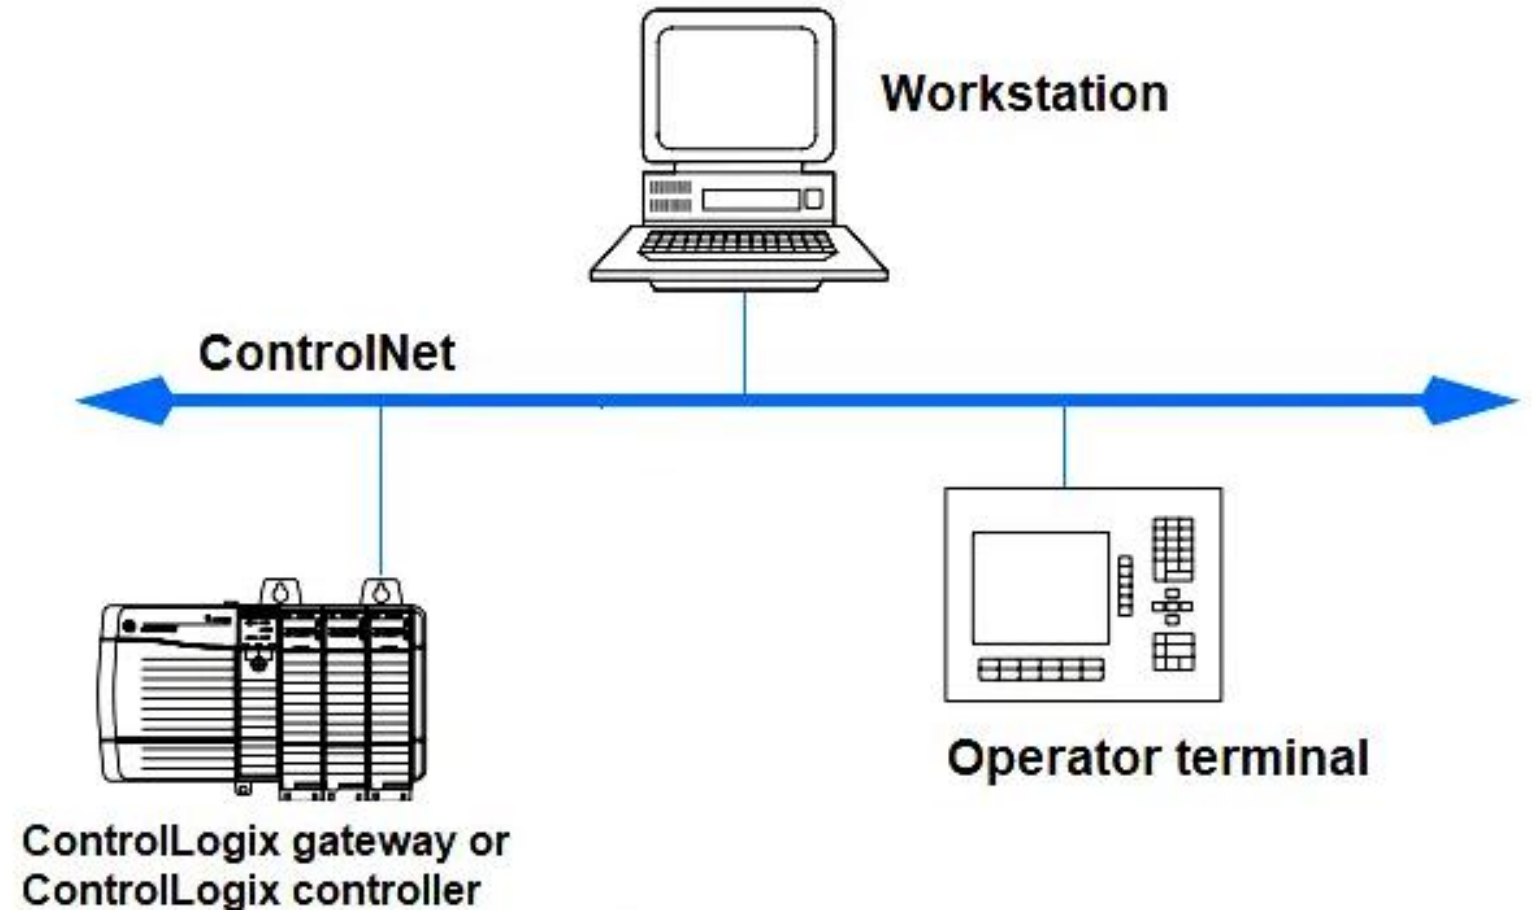 Workstation
ControlNet
Operator terminal
ControlLogix gateway or
ControlLogix controller